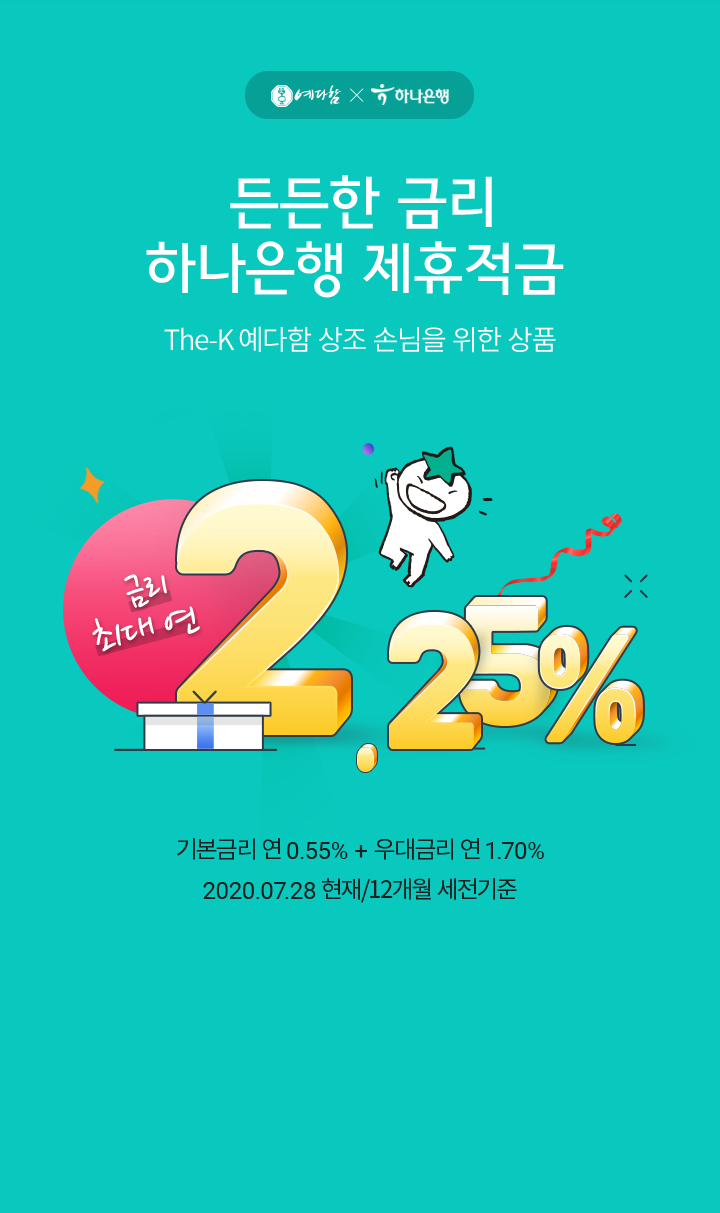 예다함 × 하나은행
든든한 금리
하나은행 제휴적금
The-K 예다함 상조 손님을 위한 상품
금리
최대 연
2.25%
기본금리 연 0.55% + 우대금리 연 1.70%
2020.07.28 현재/12개월 세전기준